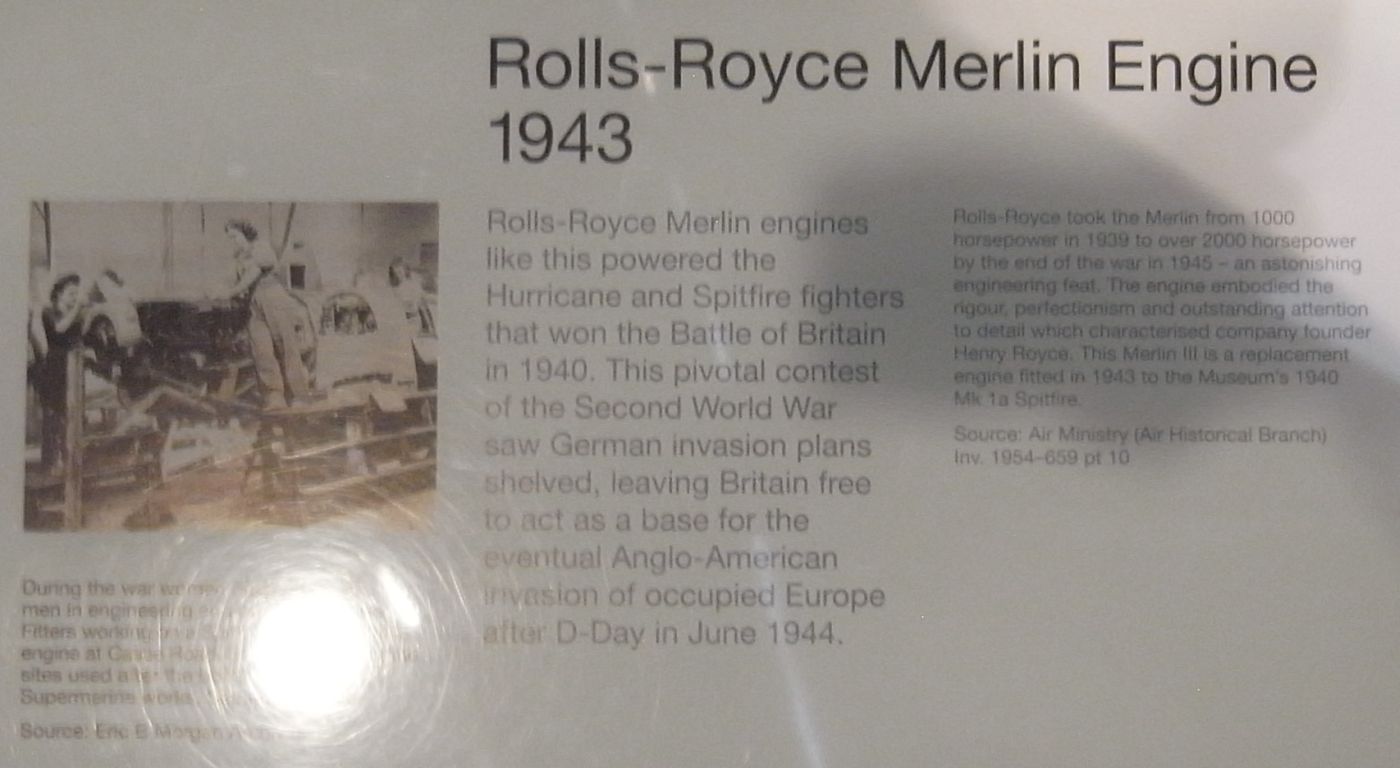 Rolls-Royce Merlin Engine
1943
Rolls-Royce Merlin engines
like this powered the
Hurricane and Spitfire fighters
that won the Battle of Britain
in 1940. This pivotal contest
of the Second World War
saw German invasion plans
shelved, leaving Britain free
to act as a base for the
eventual Anglo-American
invasion of occupied Europe
after D-Day in June 1944.
Rolls-Royce took the Merlin from 1000
horsepower in 1939 to over 2000 horsepower
by the end of the war in 1945 – an astonishing
engineering feat. The engine embodied the
rigour, perfectionism and outstanding attention
to detail which characterised company founder
Henry Royce. This Merlin III is a replacement
engine fitted in 1943 to the Museum's 1940
Mk 1a Spitfire.
Source: Air Ministry (Air Historical Branch)
Inv. 1954-659 pt 10
During the war
men in engineering
Fitters working
engine at
sites used
Supermarine works
Source: Eric B Morgan